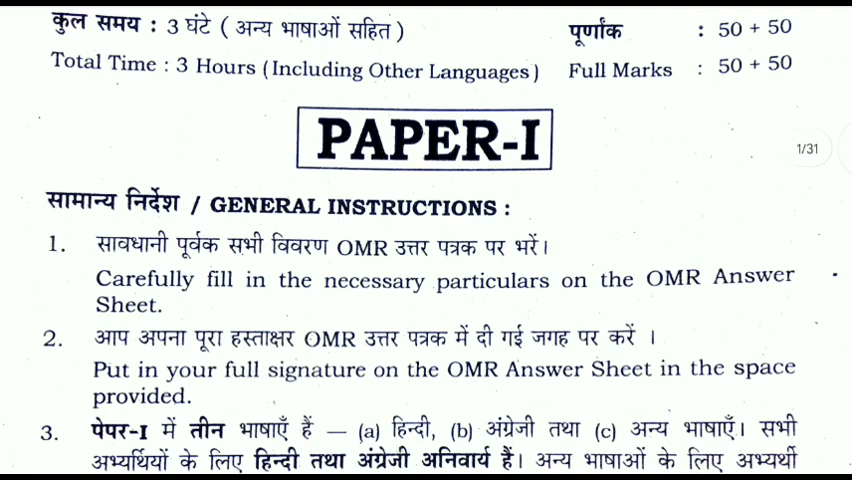 कुल समय : 3 घंटे ( अन्य भाषाओं सहित ) पूर्णांक : 50 + 50
Total Time : 3 Hours (Including Other Languages) Full Marks : 50 + 50
PAPER-I
1/31
सामान्य निर्देश / GENERAL INSTRUCTIONS :
1. सावधानी पूर्वक सभी विवरण OMR उत्तर पत्रक पर भरें।
Carefully fill in the necessary particulars on the OMR Answer
Sheet.
2. आप अपना पूरा हस्ताक्षर OMR उत्तर पत्रक में दी गई जगह पर करें ।
Put in your full signature on the OMR Answer Sheet in the space
provided.
3. पेपर-I में तीन भाषाएँ हैं — (a) हिन्दी, (b) अंग्रेजी तथा (c) अन्य भाषाएँ। सभी
अभ्यर्थियों के लिए हिन्दी तथा अंग्रेजी अनिवार्य हैं। अन्य भाषाओं के लिए अभ्यर्थी